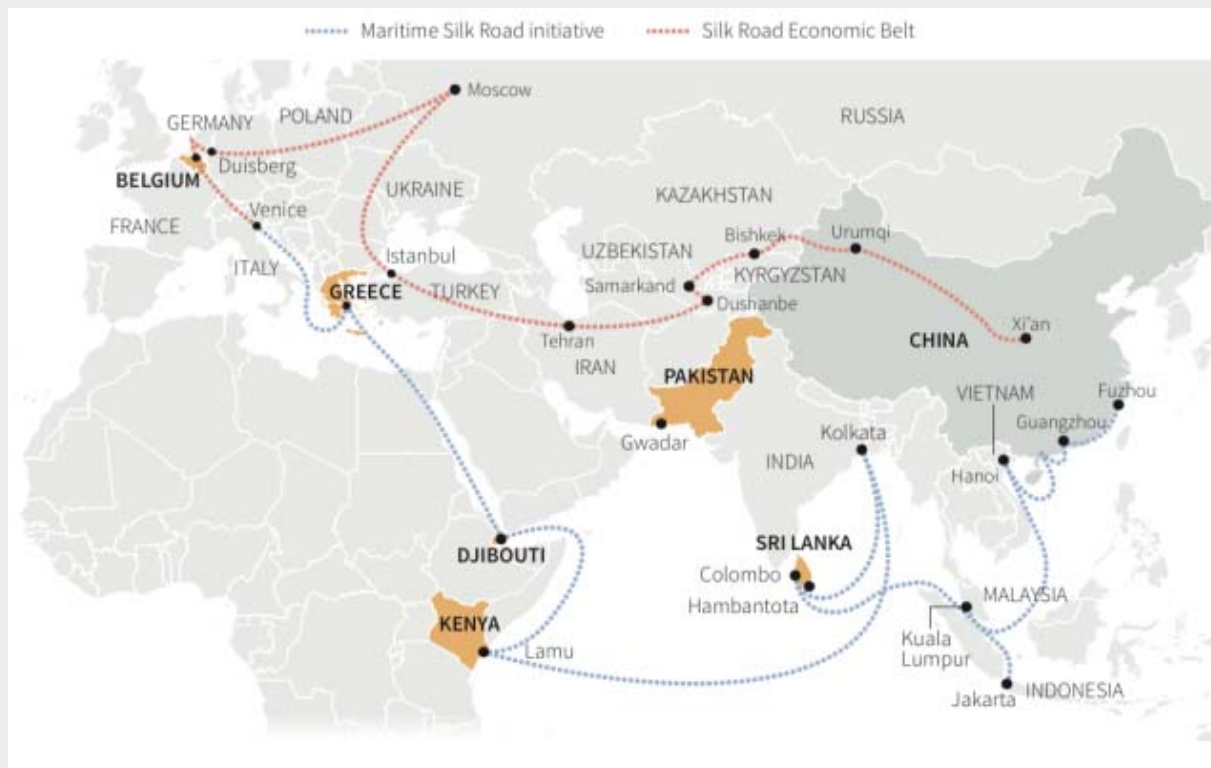 Maritime Silk Road initiative
Silk Road Economic Belt
Moscow
RUSSIA
POLAND
GERMANY
Duisberg
BELGIUM
UKRAINE
KAZAKHSTAN
FRANCE
Venice
Bishkek
Urumqi
UZBEKISTAN
Istanbul
ITALY
KYRGYZSTAN
GREECE
TURKEY
Samarkand
Dushanbe
Xi'an
Tehran
CHINA
IRAN
PAKISTAN
VIETNAM
Fuzhou
Guangzhou
Gwadar
Kolkata
INDIA
Hanoi
SRI LANKA
DJIBOUTI
Colombo
Hambantota
MALAYSIA
KENYA
Kuala
Lumpur
Lamu
Jakarta
INDONESIA